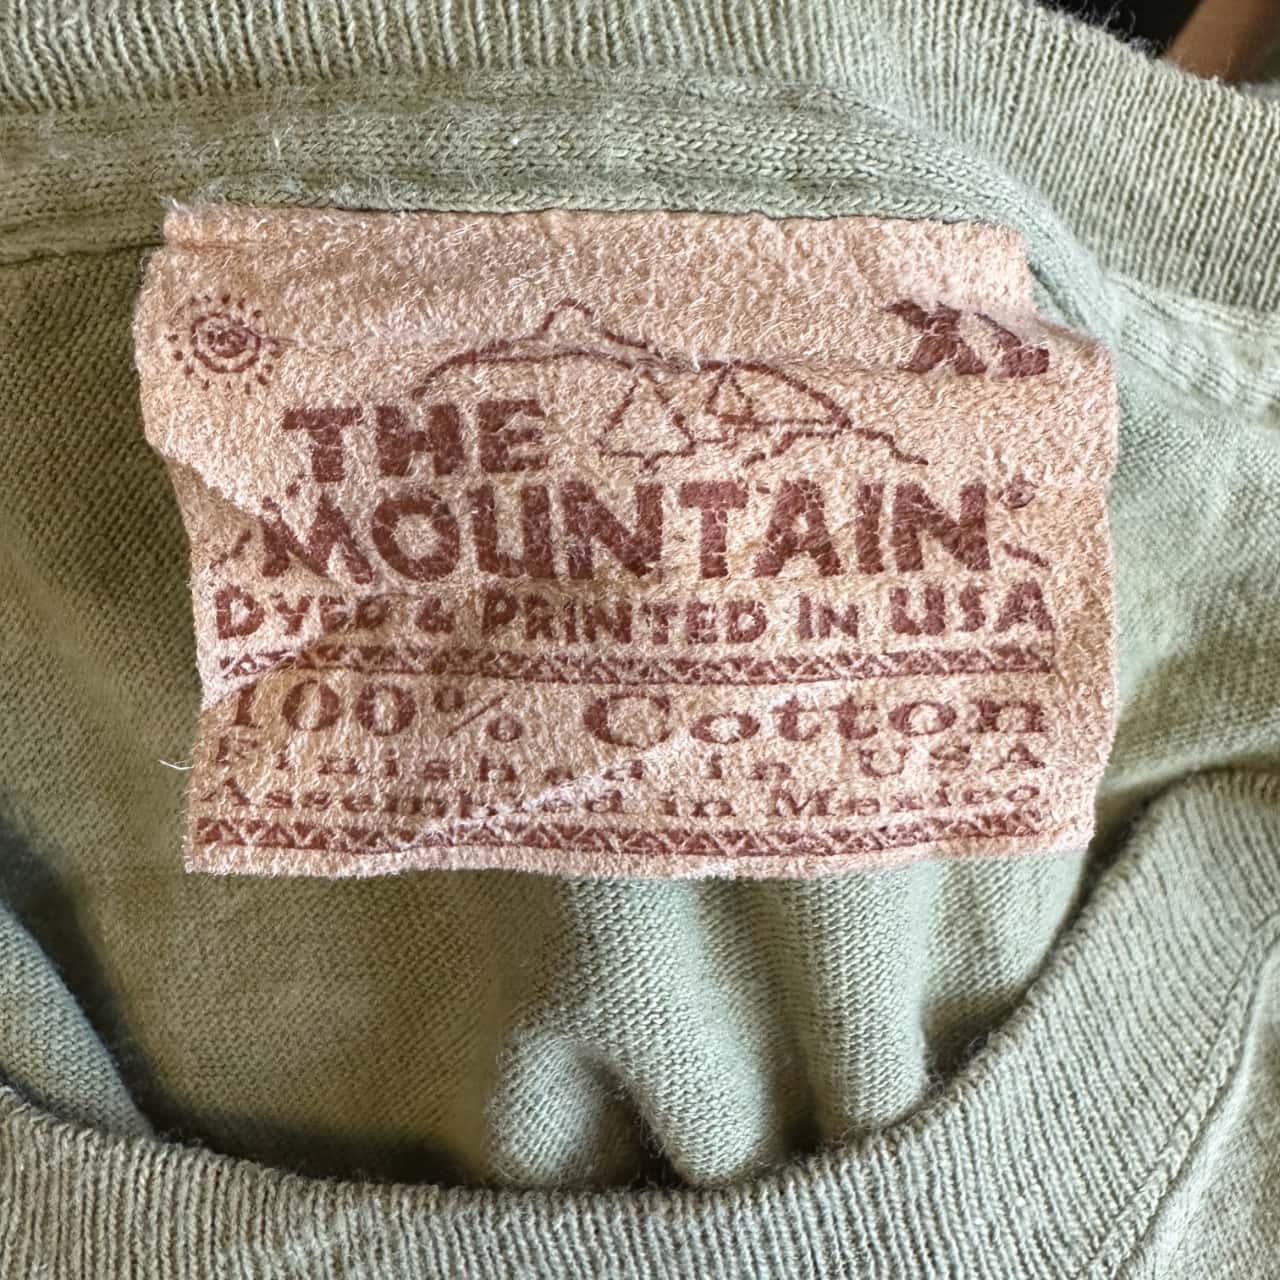 XL
THE
MOUNTAIN®
DYED & PRINTED IN USA
100% Cotton
Finished in USA
Assembled in Mexico